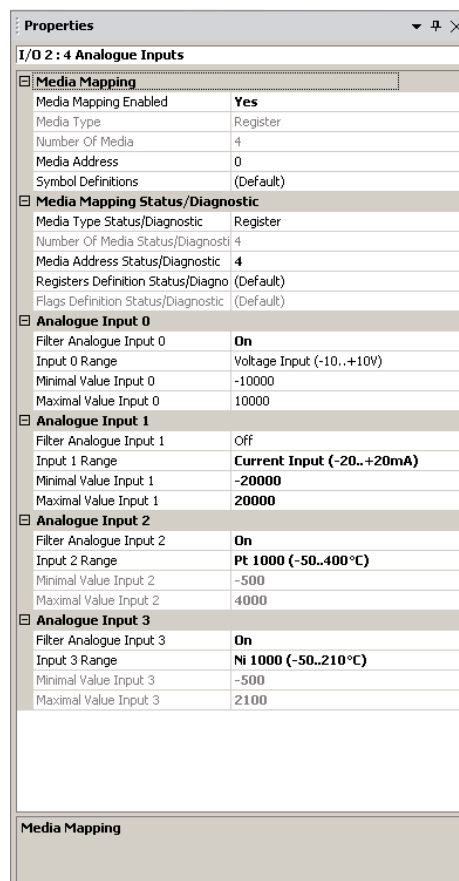 Properties
I/O 2 : 4 Analogue Inputs
Media Mapping
Media Mapping Enabled Yes
Media Type Register
Number Of Media 4
Media Address 0
Symbol Definitions (Default)
Media Mapping Status/Diagnostic
Media Type Status/Diagnostic Register
Number Of Media Status/Diagnosti 4
Media Address Status/Diagnostic 4
Registers Definition Status/Diagno (Default)
Flags Definition Status/Diagnostic (Default)
Analogue Input 0
Filter Analogue Input 0 On
Input 0 Range Voltage Input (-10..+10V)
Minimal Value Input 0 -10000
Maximal Value Input 0 10000
Analogue Input 1
Filter Analogue Input 1 Off
Input 1 Range Current Input (-20..+20mA)
Minimal Value Input 1 -20000
Maximal Value Input 1 20000
Analogue Input 2
Filter Analogue Input 2 On
Input 2 Range Pt 1000 (-50..400°C)
Minimal Value Input 2 -500
Maximal Value Input 2 4000
Analogue Input 3
Filter Analogue Input 3 On
Input 3 Range Ni 1000 (-50..210°C)
Minimal Value Input 3 -500
Maximal Value Input 3 2100
Media Mapping